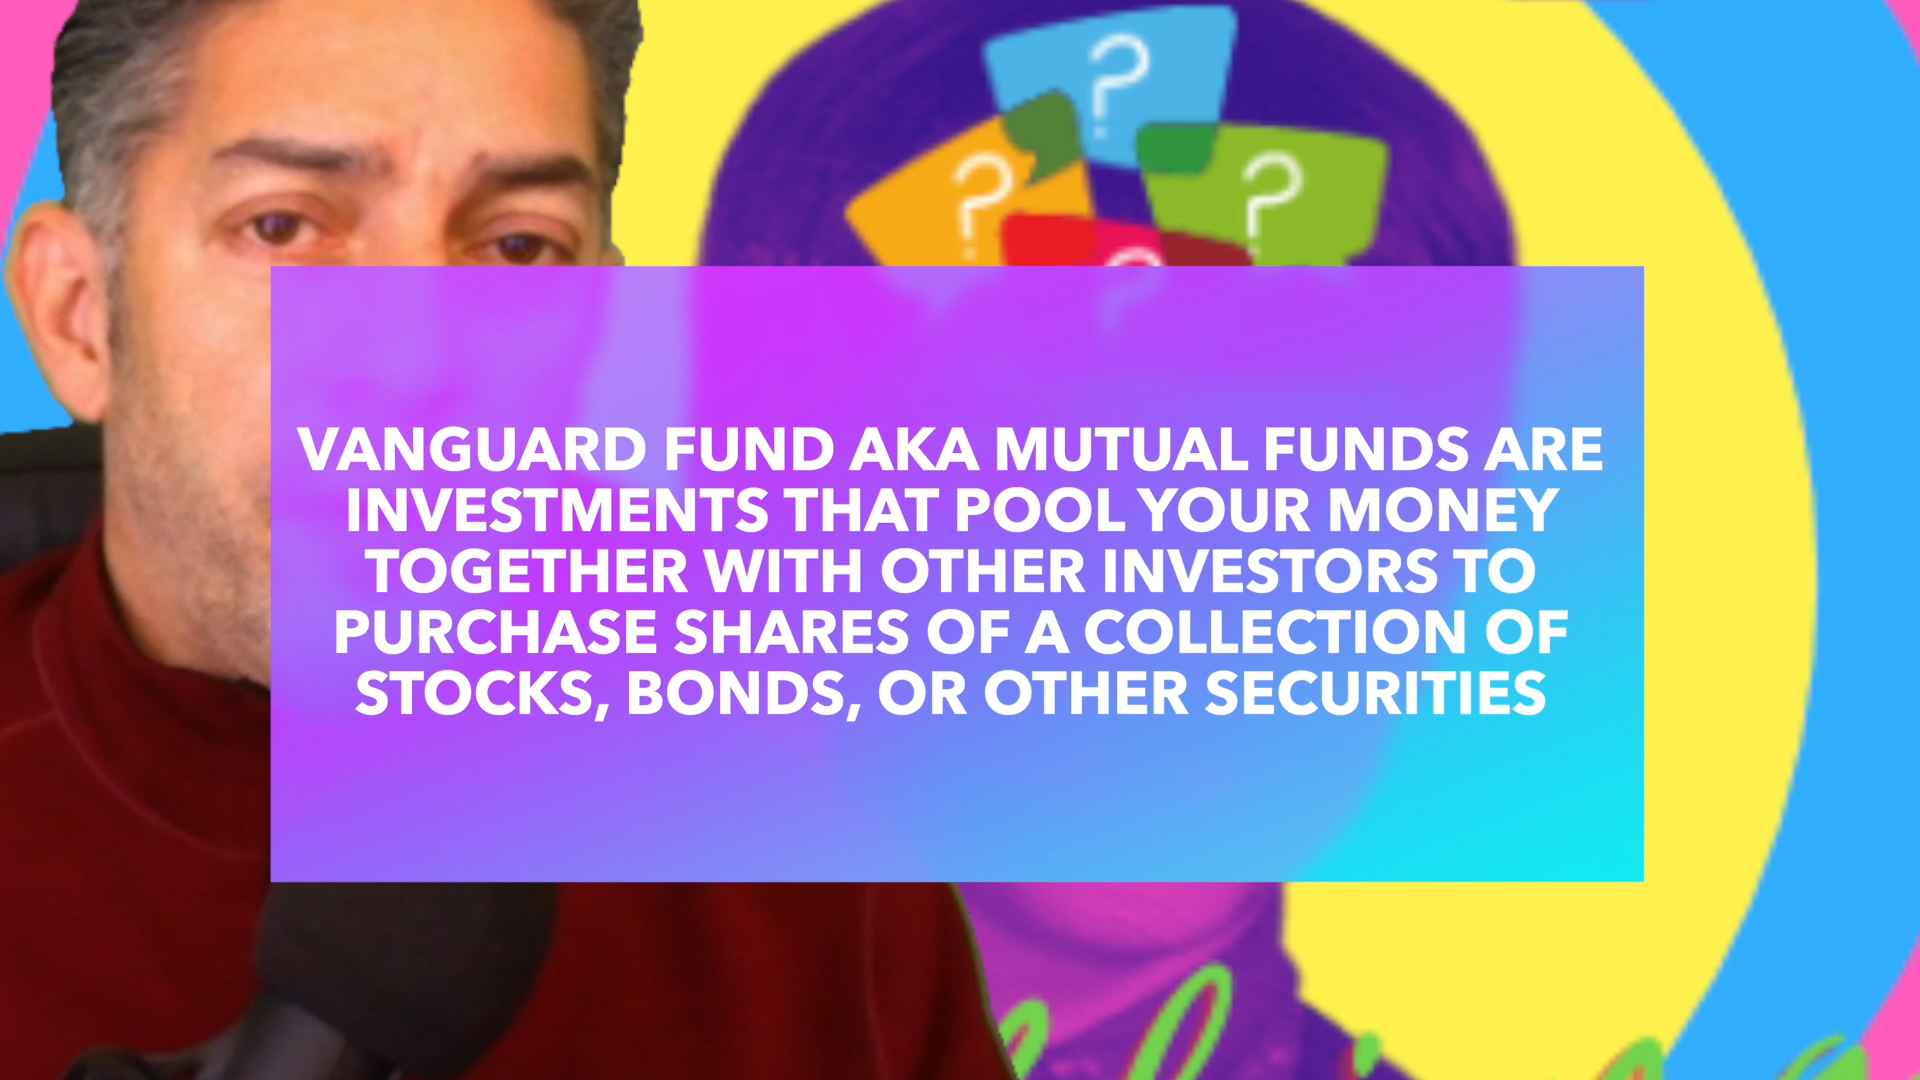 ?
?
?
?
VANGUARD FUND AKA MUTUAL FUNDS ARE
INVESTMENTS THAT POOL YOUR MONEY
TOGETHER WITH OTHER INVESTORS TO
PURCHASE SHARES OF A COLLECTION OF
STOCKS, BONDS, OR OTHER SECURITIES